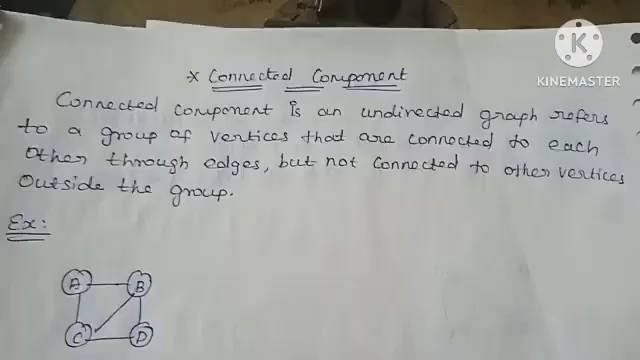 K
KINEMASTER
* Connected Component
Connected component is an undirected graph refers
to a group of vertices that are connected to each
other through edges, but not connected to other vertices
outside the group.
Ex:
A B
C D